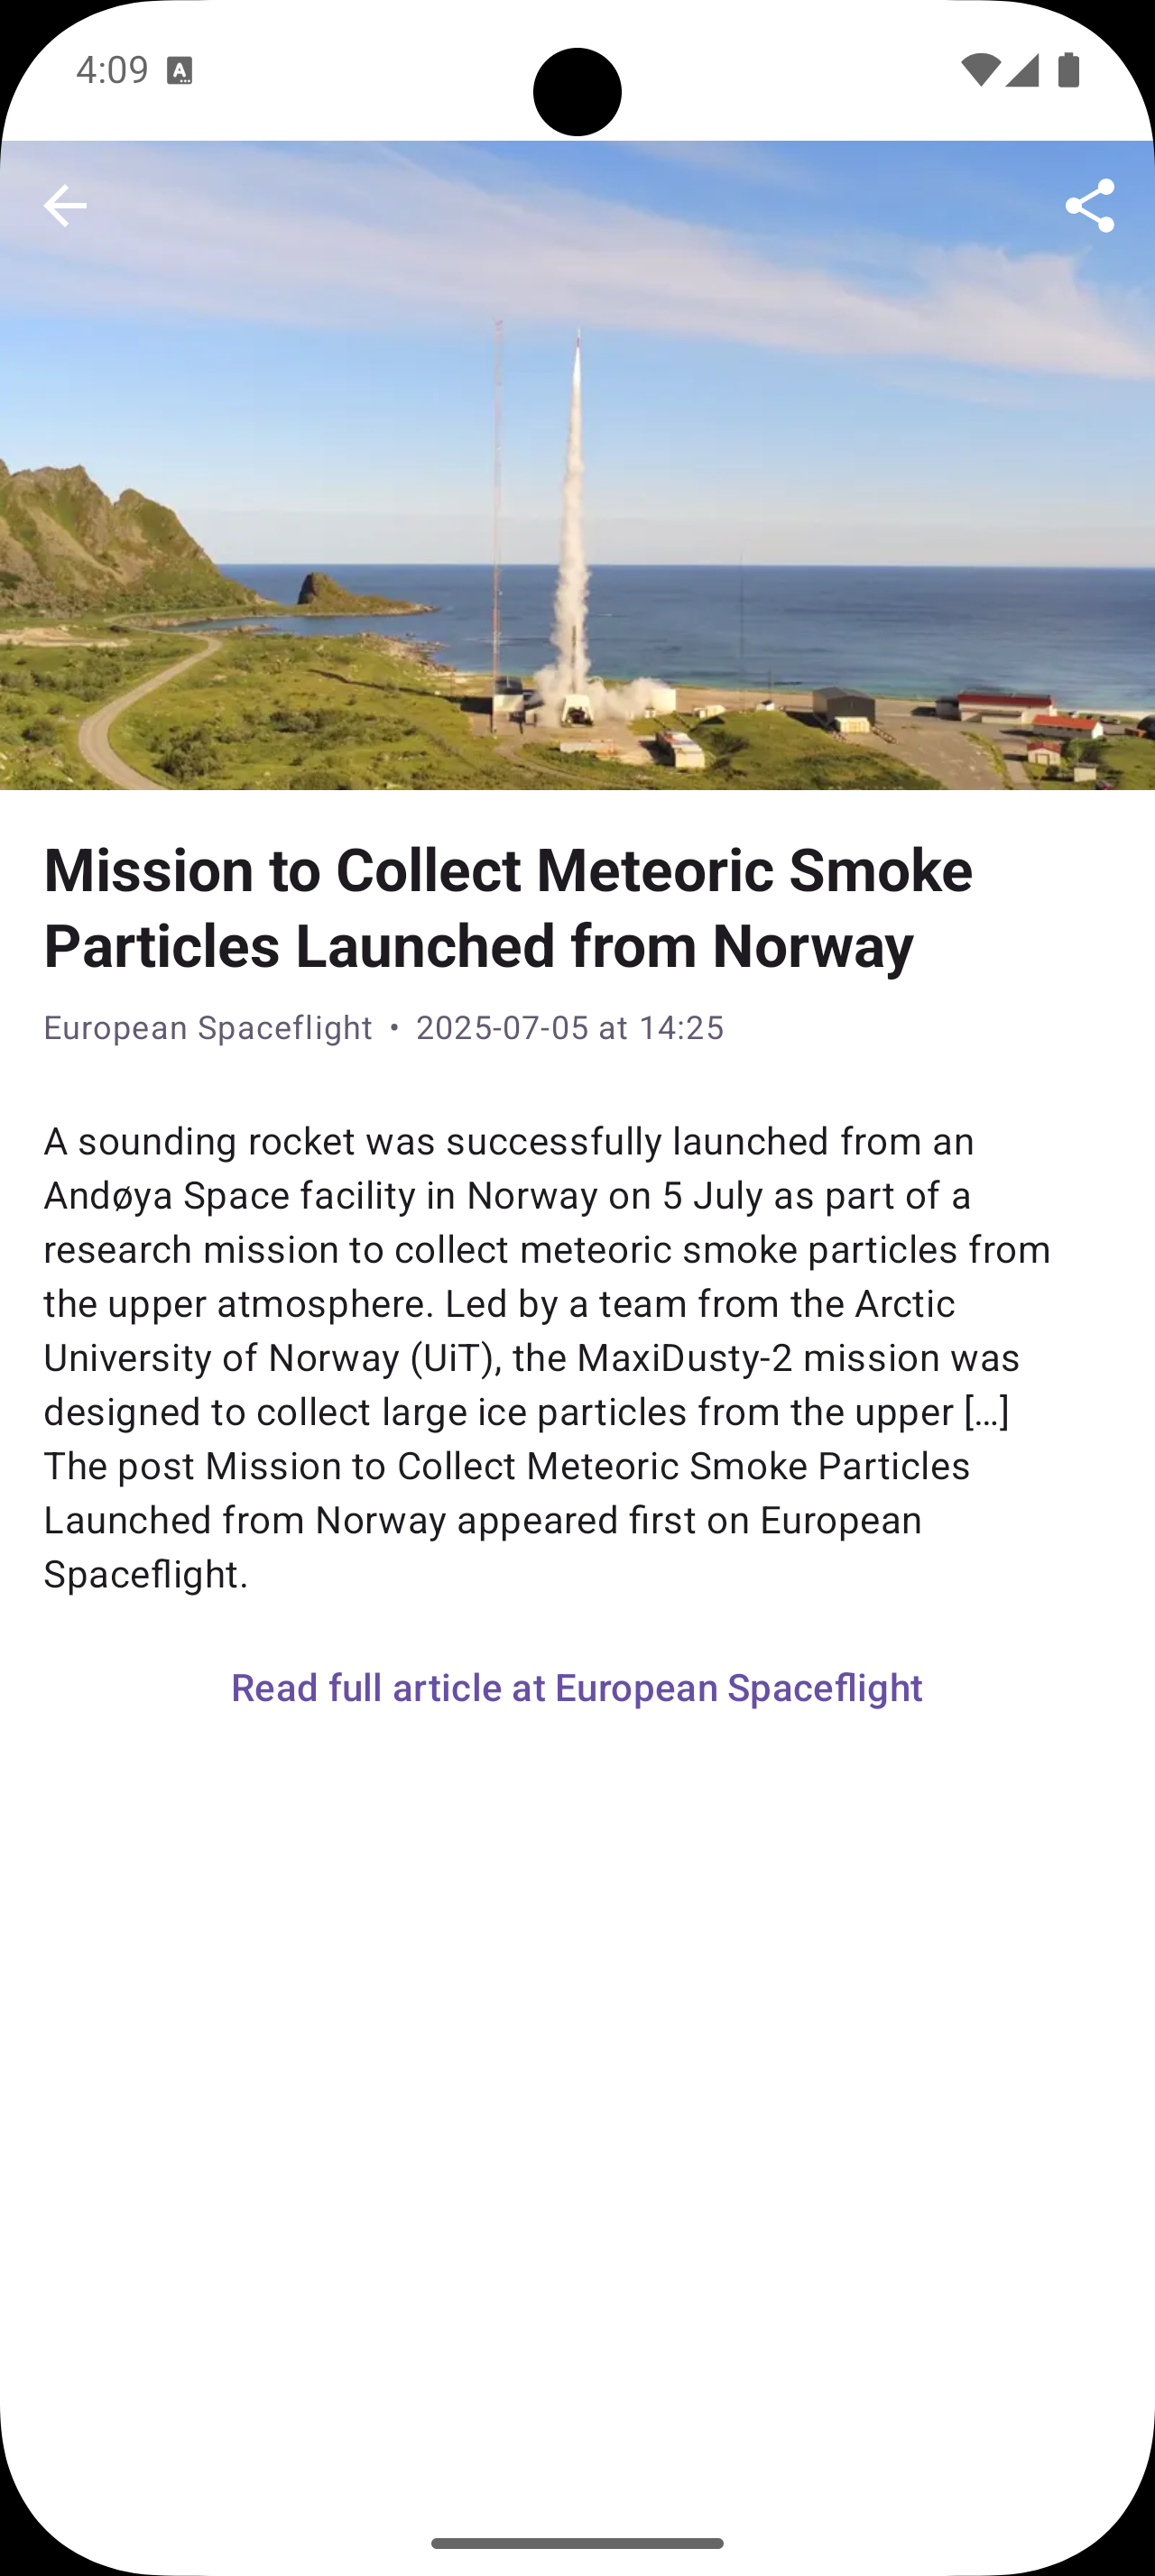 4:09
Mission to Collect Meteoric Smoke
Particles Launched from Norway
European Spaceflight • 2025-07-05 at 14:25
A sounding rocket was successfully launched from an
Andøya Space facility in Norway on 5 July as part of a
research mission to collect meteoric smoke particles from
the upper atmosphere. Led by a team from the Arctic
University of Norway (UiT), the MaxiDusty-2 mission was
designed to collect large ice particles from the upper […]
The post Mission to Collect Meteoric Smoke Particles
Launched from Norway appeared first on European
Spaceflight.
Read full article at European Spaceflight